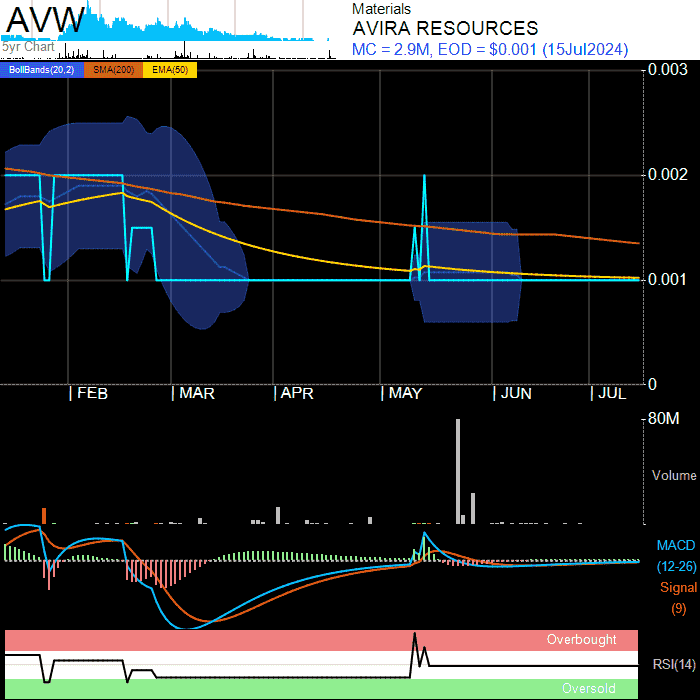 AVW
5yr Chart
Materials
AVIRA RESOURCES
MC = 2.9M, EOD = $0.001 (15Jul2024)
BollBands(20,2) SMA(200) EMA(50)
0.003
0.002
0.001
0
FEB MAR APR MAY JUN JUL
80M
Volume
MACD
(12-26)
Signal
(9)
Overbought
RSI(14)
Oversold